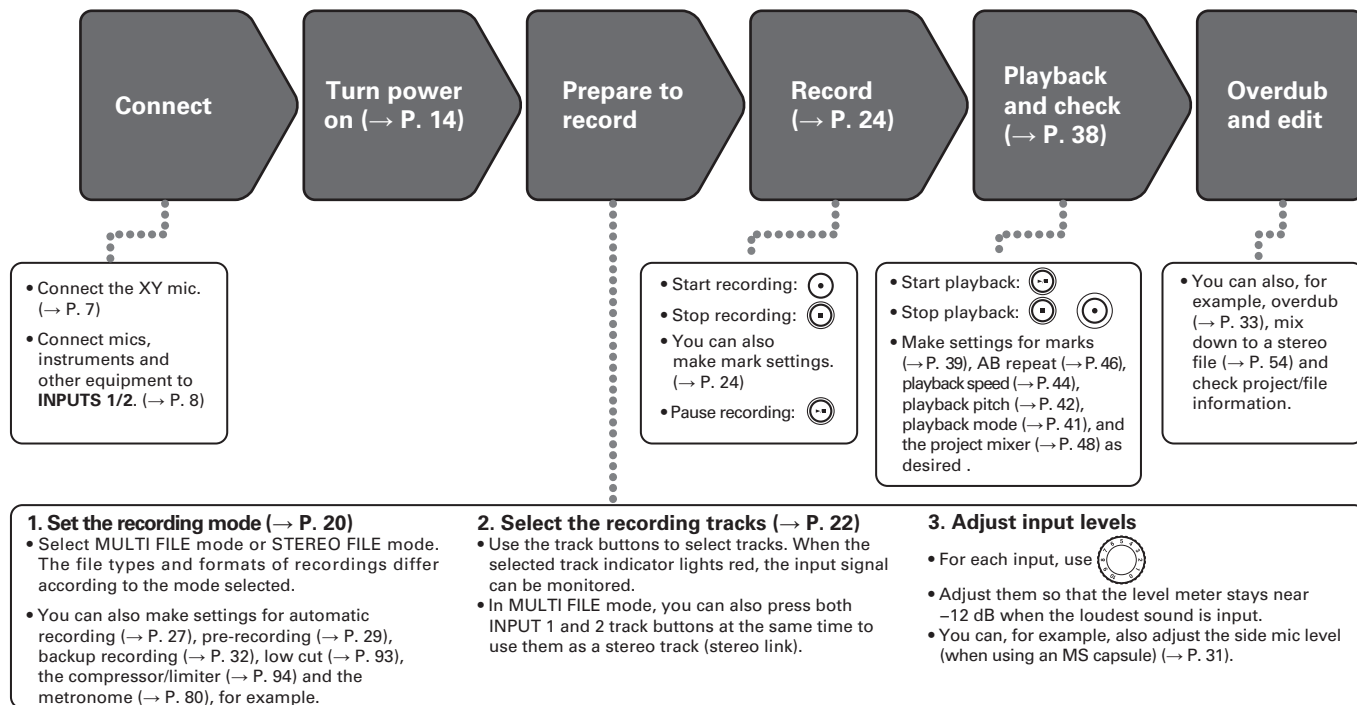 Connect
Turn power
on (→ P. 14)
Prepare to
record
Record
(→ P. 24)
Playback
and check
(→ P. 38)
Overdub
and edit
• Connect the XY mic.
(→ P. 7)
• Connect mics,
instruments and
other equipment to
INPUTS 1/2. (→ P. 8)
• Start recording:
• Stop recording:
• You can also
make mark settings.
(→ P. 24)
• Pause recording:
• Start playback:
• Stop playback:
• Make settings for marks
(→ P. 39), AB repeat (→ P. 46),
playback speed (→ P. 44),
playback pitch (→ P. 42),
playback mode (→ P. 41), and
the project mixer (→ P. 48) as
desired .
• You can also, for
example, overdub
(→ P. 33), mix
down to a stereo
file (→ P. 54) and
check project/file
information.
1. Set the recording mode (→ P. 20)
• Select MULTI FILE mode or STEREO FILE mode.
The file types and formats of recordings differ
according to the mode selected.
• You can also make settings for automatic
recording (→ P. 27), pre-recording (→ P. 29),
backup recording (→ P. 32), low cut (→ P. 93),
the compressor/limiter (→ P. 94) and the
metronome (→ P. 80), for example.
2. Select the recording tracks (→ P. 22)
• Use the track buttons to select tracks. When the
selected track indicator lights red, the input signal
can be monitored.
• In MULTI FILE mode, you can also press both
INPUT 1 and 2 track buttons at the same time to
use them as a stereo track (stereo link).
3. Adjust input levels
• For each input, use
• Adjust them so that the level meter stays near
−12 dB when the loudest sound is input.
• You can, for example, also adjust the side mic level
(when using an MS capsule) (→ P. 31).